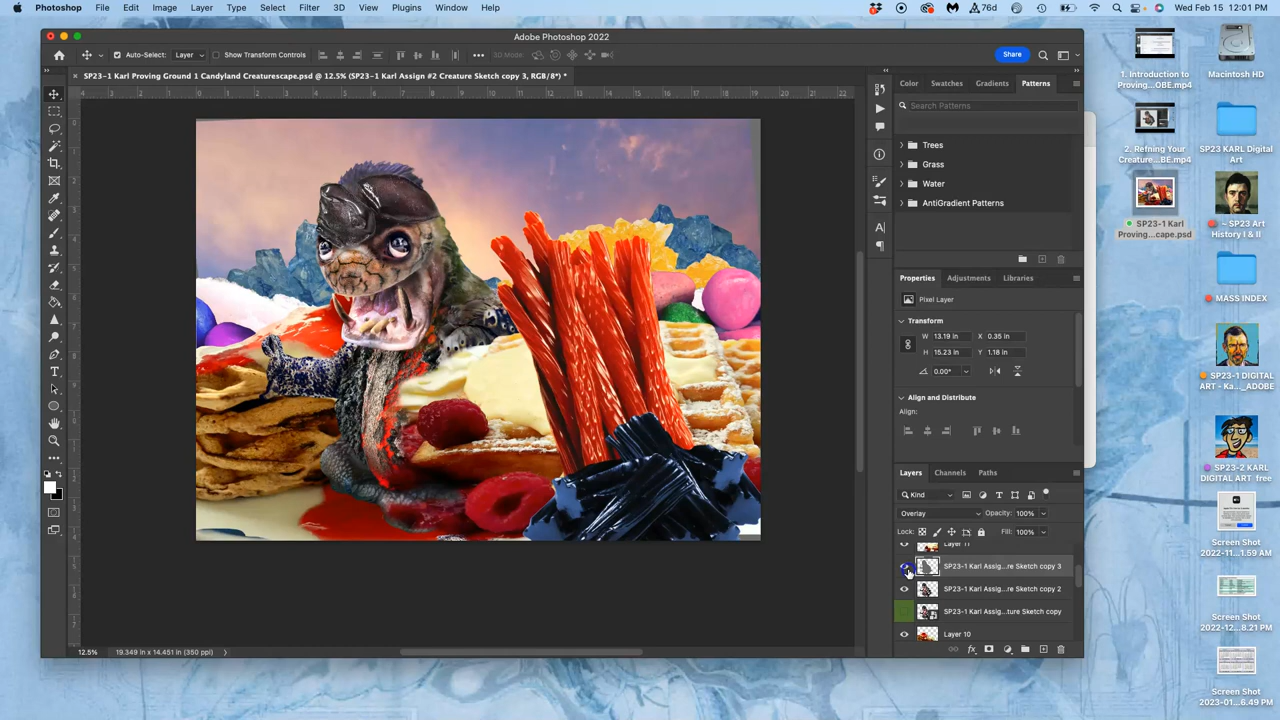 Photoshop File Edit Image Layer Type Select Filter 3D View Plugins Window Help 76d Wed Feb 15 12:01 PM
Adobe Photoshop 2022
Auto-Select: Layer Show Transform Controls 3D Mode: Share
SP23-1 Karl Proving Ground 1 Candyland Creaturescape.psd @ 12.5% (SP23-1 Karl Assign #2:Creature Sketch copy 3, RGB/8*) *
Color Swatches Gradients Patterns
Search Patterns
Trees
Grass
Water
AntiGradient Patterns
Properties Adjustments Libraries
Pixel Layer
Transform
W 13.19 in X 0.35 in
H 15.23 in Y 1.18 in
0.00°
Align and Distribute
Align:
Layers Channels Paths
Kind
Overlay Opacity: 100%
Lock: Fill: 100%
Layer 11
SP23-1 Karl Assig...re Sketch copy 3
SP23-1 Karl Assig...re Sketch copy 2
SP23-1 Karl Assig...ture Sketch copy
Layer 10
12.5% 19.349 in x 14.451 in (350 ppi)
1. Introduction to
Proving...OBE.mp4
2. Refning Your
Creature...BÉ.mp4
SP23-1 Karl
Proving...cape.psd
Macintosh HD
SP23 KARL Digital
Art
~ SP23 Art
History I & II
MASS INDEX
SP23-1 DIGITAL
ART - Ka..._ADOBE
SP23-2 KARL
DIGITAL ART free
Screen Shot
2022-11...1.59 AM
Screen Shot
2022-12...8.21 PM
Screen Shot
2023-01...6.49 PM